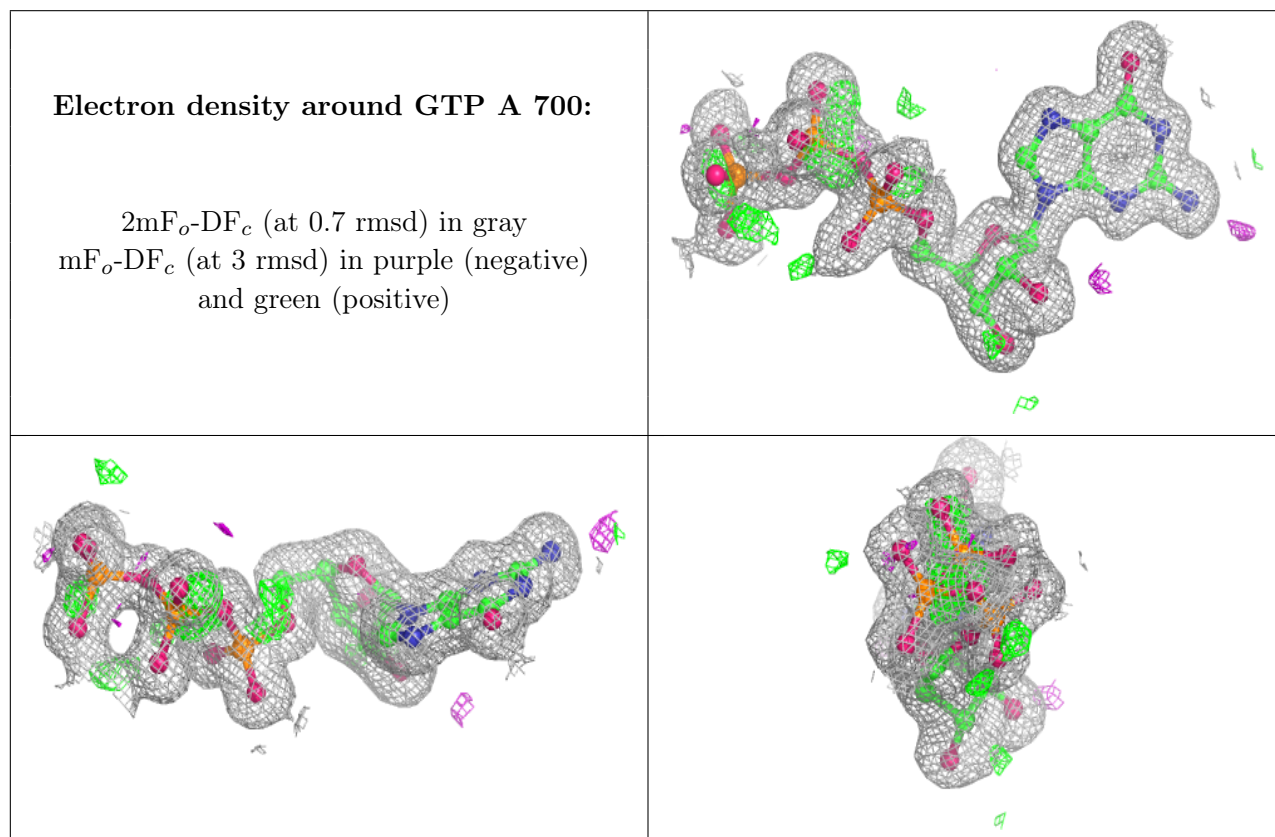 Electron density around GTP A 700:
2mFo-DFc (at 0.7 rmsd) in gray
mFo-DFc (at 3 rmsd) in purple (negative)
and green (positive)